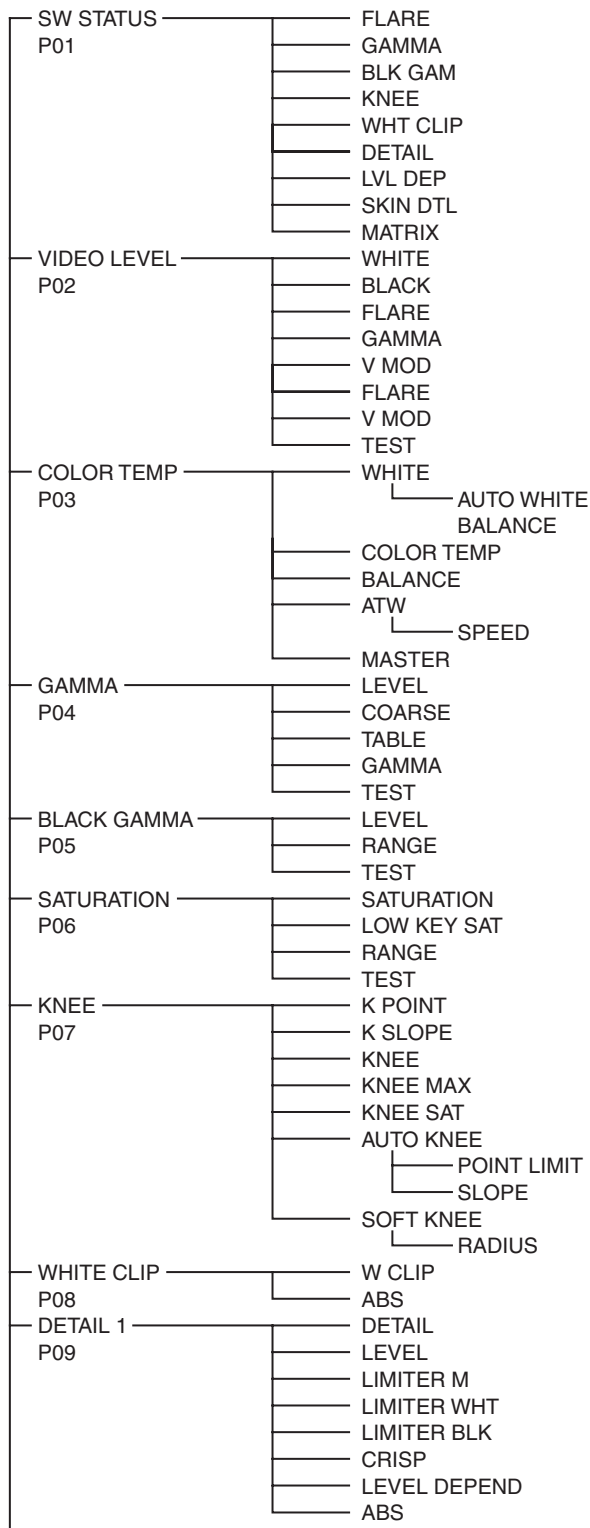 SW STATUS FLARE
P01 GAMMA
BLK GAM
KNEE
WHT CLIP
DETAIL
LVL DEP
SKIN DTL
MATRIX
VIDEO LEVEL WHITE
P02 BLACK
FLARE
GAMMA
V MOD
FLARE
V MOD
TEST
COLOR TEMP WHITE
P03 AUTO WHITE
BALANCE
COLOR TEMP
BALANCE
ATW
SPEED
MASTER
GAMMA LEVEL
P04 COARSE
TABLE
GAMMA
TEST
BLACK GAMMA LEVEL
P05 RANGE
TEST
SATURATION SATURATION
P06 LOW KEY SAT
RANGE
TEST
KNEE K POINT
P07 K SLOPE
KNEE
KNEE MAX
KNEE SAT
AUTO KNEE
POINT LIMIT
SLOPE
SOFT KNEE
RADIUS
WHITE CLIP W CLIP
P08 ABS
DETAIL 1 DETAIL
P09 LEVEL
LIMITER M
LIMITER WHT
LIMITER BLK
CRISP
LEVEL DEPEND
ABS